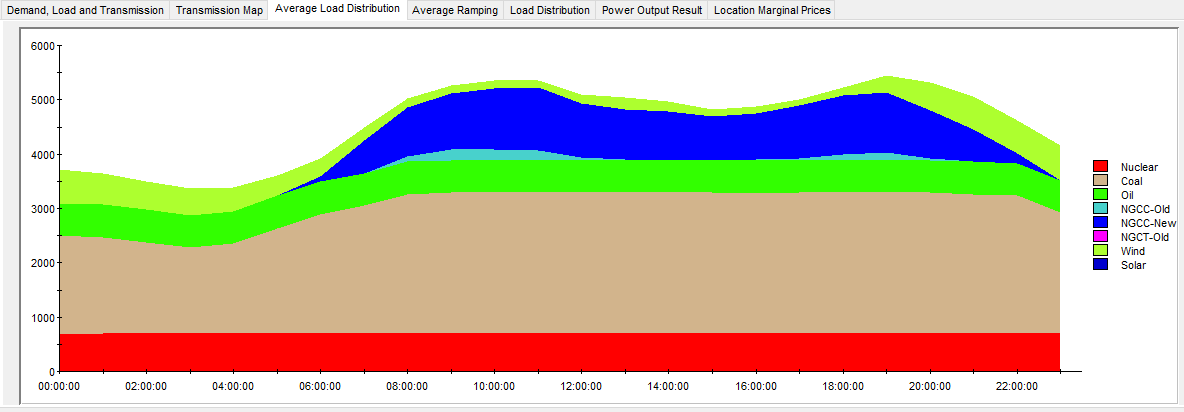 Demand, Load and Transmission Transmission Map Average Load Distribution Average Ramping Load Distribution Power Output Result Location Marginal Prices
6000
5000
4000
3000
2000
1000
0
00:00:00 02:00:00 04:00:00 06:00:00 08:00:00 10:00:00 12:00:00 14:00:00 16:00:00 18:00:00 20:00:00 22:00:00
Nuclear
Coal
Oil
NGCC-Old
NGCC-New
NGCT-Old
Wind
Solar